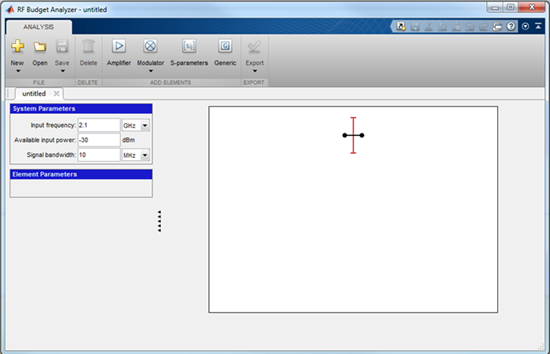 RF Budget Analyzer - untitled
ANALYSIS
New Open Save Delete Amplifier Modulator S-parameters Generic Export
FILE DELETE ADD ELEMENTS EXPORT
untitled
System Parameters
Input frequency: 2.1 GHz
Available input power: -30 dBm
Signal bandwidth: 10 MHz
Element Parameters